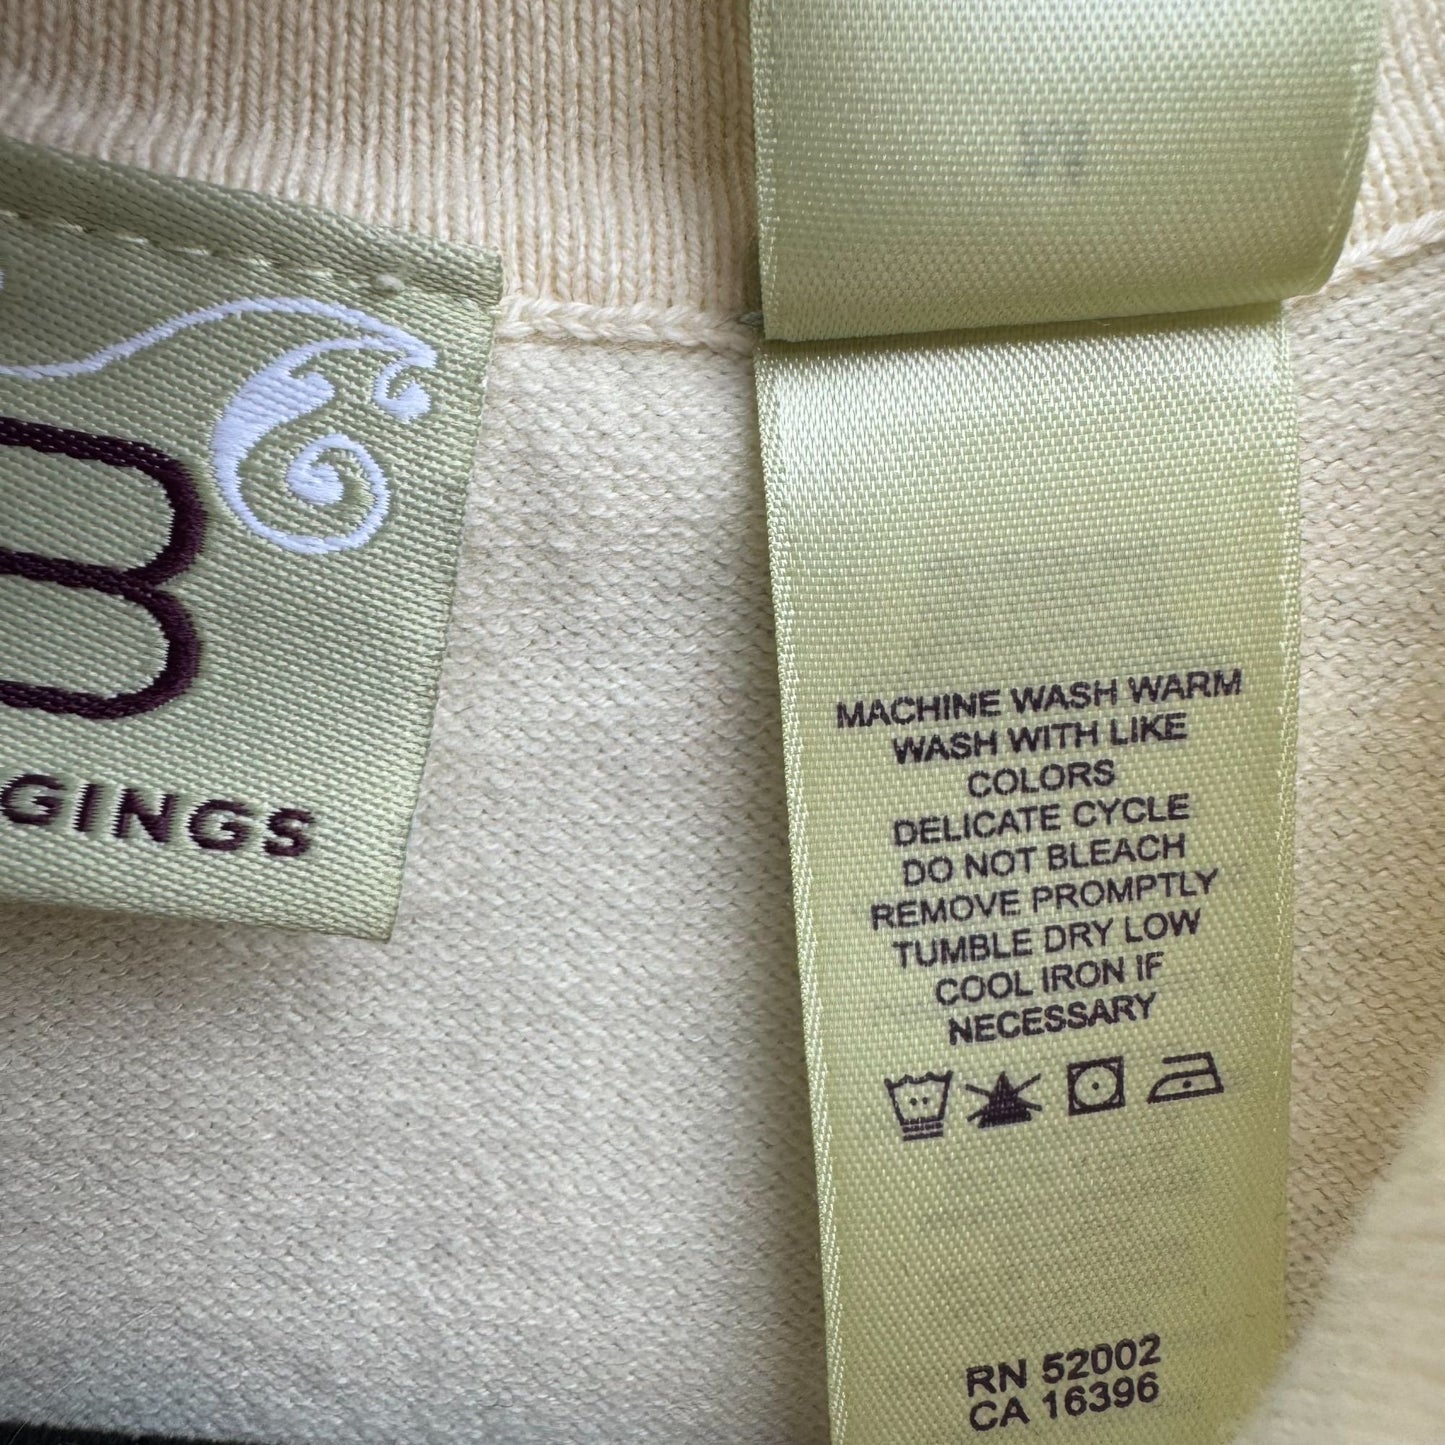 GINGS
MACHINE WASH WARM
WASH WITH LIKE
COLORS
DELICATE CYCLE
DO NOT BLEACH
REMOVE PROMPTLY
TUMBLE DRY LOW
COOL IRON IF
NECESSARY
RN 52002
CA 16396